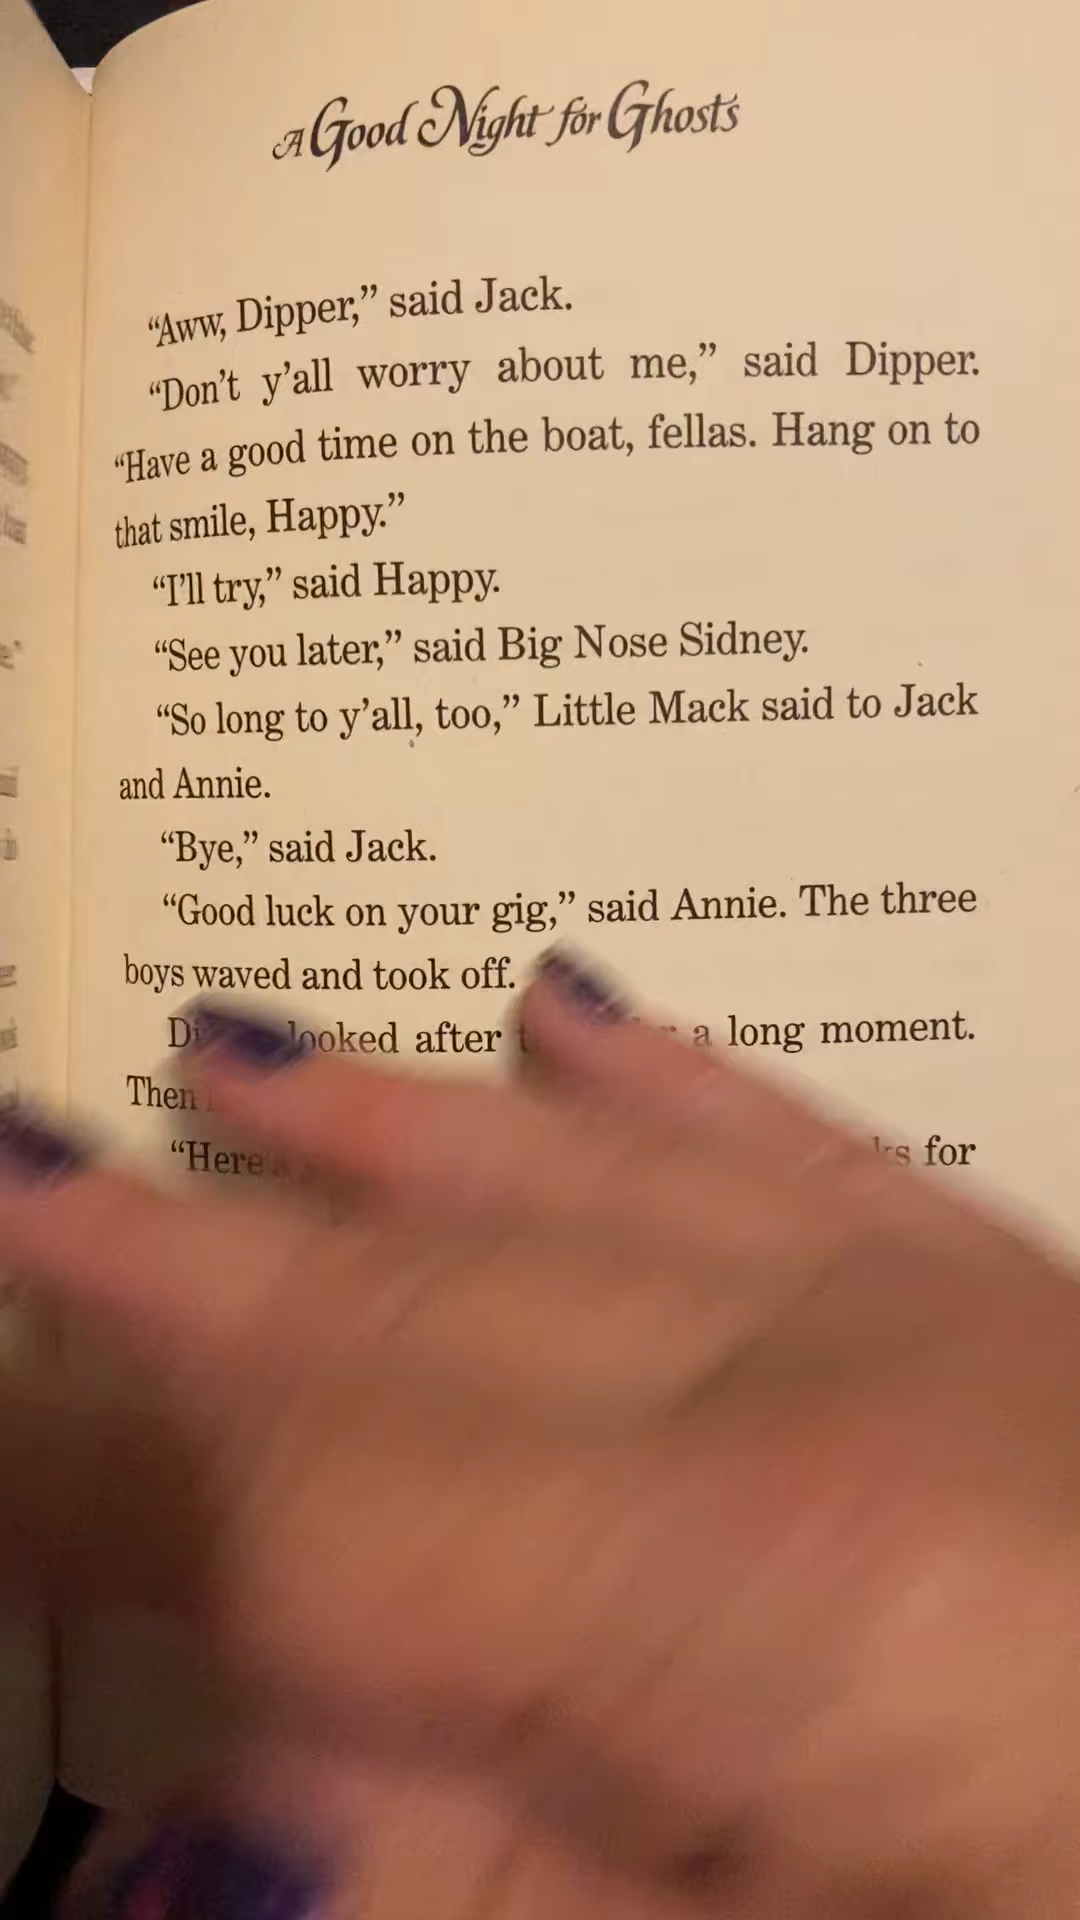 A Good Night for Ghosts
“Aww, Dipper,” said Jack.
“Don’t y’all worry about me,” said Dipper.
“Have a good time on the boat, fellas. Hang on to
that smile, Happy.”
“I’ll try,” said Happy.
“See you later,” said Big Nose Sidney.
“So long to y’all, too,” Little Mack said to Jack
and Annie.
“Bye,” said Jack.
“Good luck on your gig,” said Annie. The three
boys waved and took off.
looked after a long moment.
Then
for